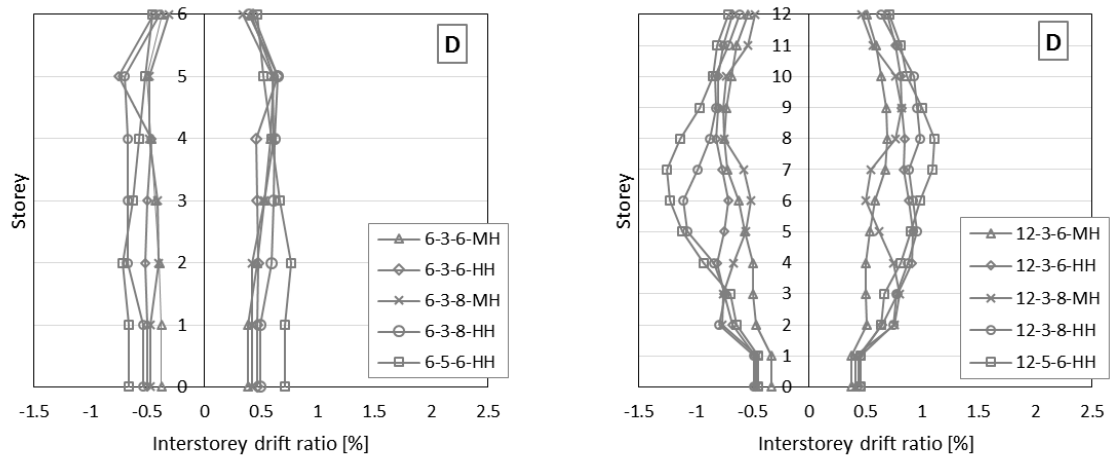 D
6
5
4
3
2
1
0
Storey
-1.5 -1 -0.5 0 0.5 1 1.5 2 2.5
Interstorey drift ratio [%]
6-3-6-MH
6-3-6-HH
6-3-8-MH
6-3-8-HH
6-5-6-HH
D
12
11
10
9
8
7
6
5
4
3
2
1
0
Storey
-1.5 -1 -0.5 0 0.5 1 1.5 2 2.5
Interstorey drift ratio [%]
12-3-6-MH
12-3-6-HH
12-3-8-MH
12-3-8-HH
12-5-6-HH